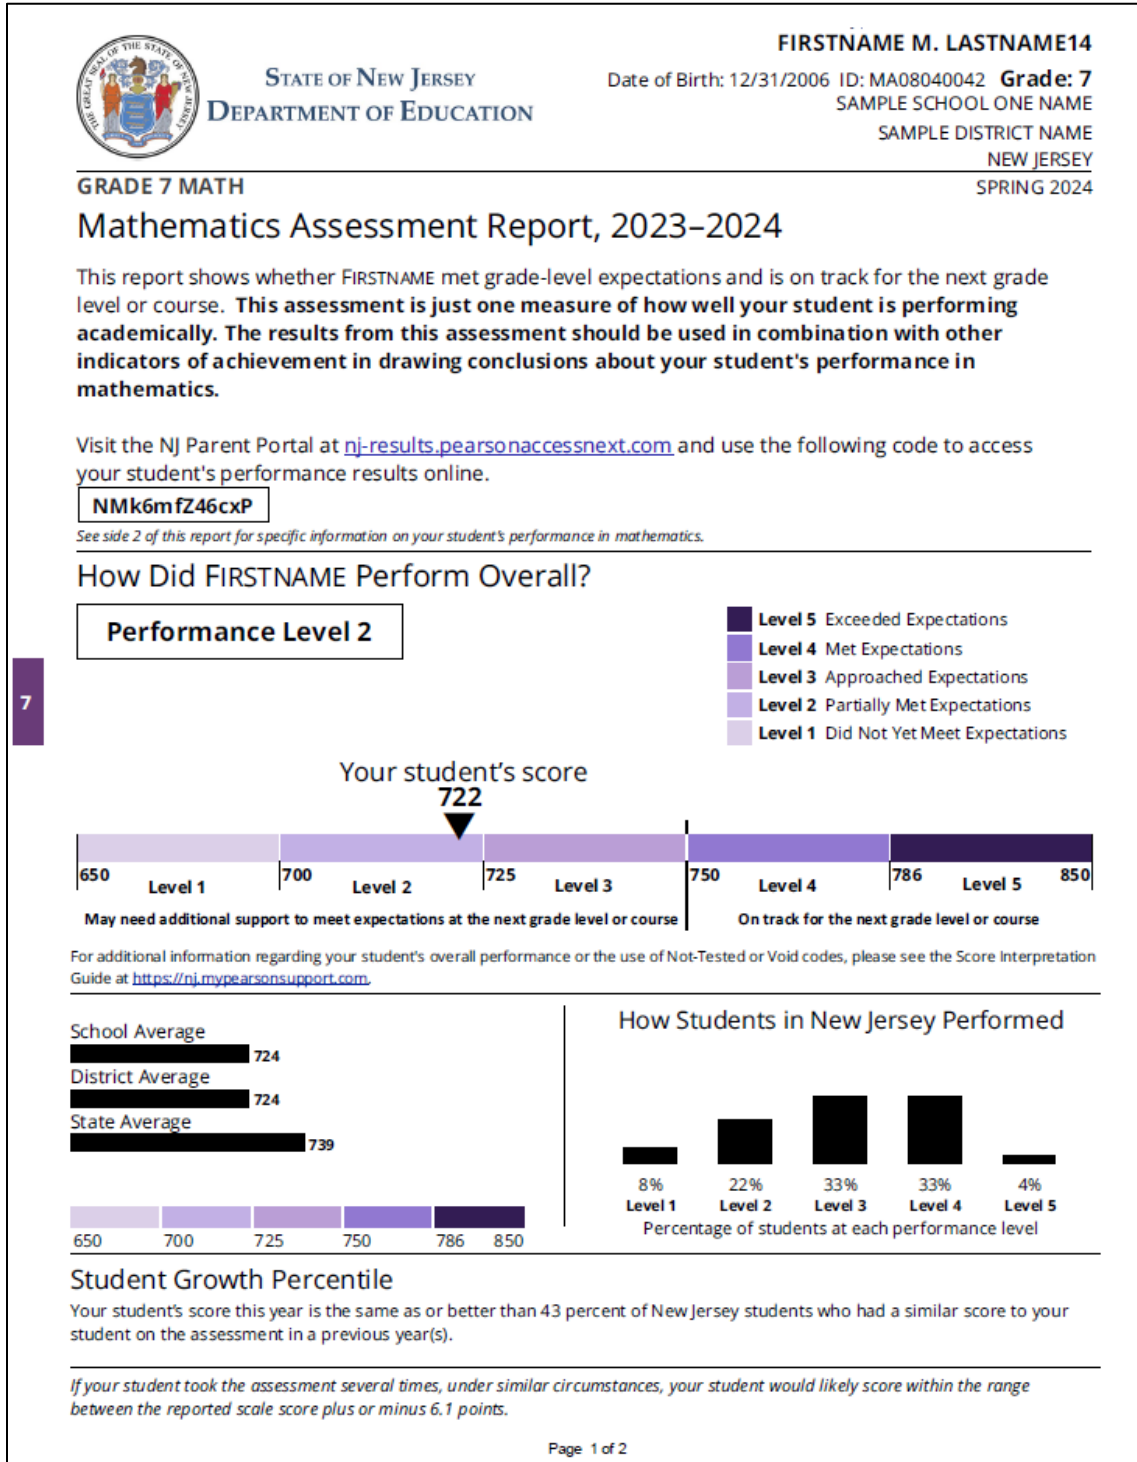 THE GREAT SEAL OF THE STATE OF NEW JERSEY
STATE OF NEW JERSEY
DEPARTMENT OF EDUCATION
FIRSTNAME M. LASTNAME14
Date of Birth: 12/31/2006 ID: MA08040042 Grade: 7
SAMPLE SCHOOL ONE NAME
SAMPLE DISTRICT NAME
NEW JERSEY
GRADE 7 MATH
SPRING 2024
Mathematics Assessment Report, 2023–2024
This report shows whether FIRSTNAME met grade-level expectations and is on track for the next grade
level or course. This assessment is just one measure of how well your student is performing
academically. The results from this assessment should be used in combination with other
indicators of achievement in drawing conclusions about your student's performance in
mathematics.
Visit the NJ Parent Portal at nj-results.pearsonaccessnext.com and use the following code to access
your student's performance results online.
NMk6mfZ46cxP
See side 2 of this report for specific information on your student's performance in mathematics.
How Did FIRSTNAME Perform Overall?
Performance Level 2
Level 5 Exceeded Expectations
Level 4 Met Expectations
Level 3 Approached Expectations
Level 2 Partially Met Expectations
Level 1 Did Not Yet Meet Expectations
7
Your student's score
722
650 Level 1 700 Level 2 725 Level 3 750 Level 4 786 Level 5 850
May need additional support to meet expectations at the next grade level or course
On track for the next grade level or course
For additional information regarding your student's overall performance or the use of Not-Tested or Void codes, please see the Score Interpretation
Guide at https://nj.mypearsonsupport.com.
School Average
724
District Average
724
State Average
739
650 700 725 750 786 850
How Students in New Jersey Performed
8% 22% 33% 33% 4%
Level 1 Level 2 Level 3 Level 4 Level 5
Percentage of students at each performance level
Student Growth Percentile
Your student's score this year is the same as or better than 43 percent of New Jersey students who had a similar score to your
student on the assessment in a previous year(s).
If your student took the assessment several times, under similar circumstances, your student would likely score within the range
between the reported scale score plus or minus 6.1 points.
Page 1 of 2